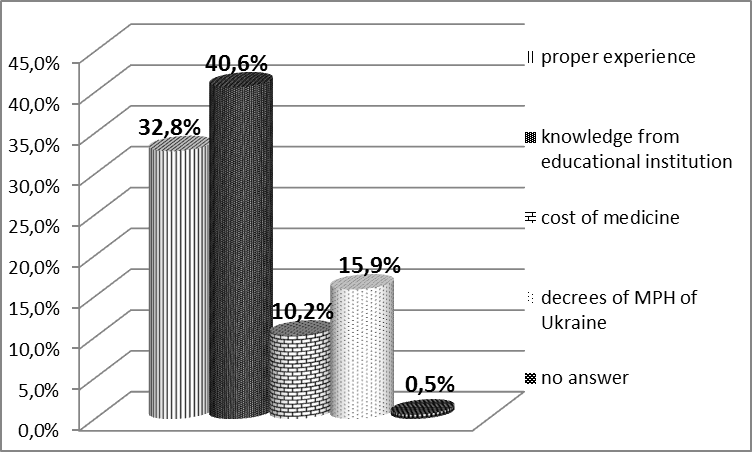 45,0%
40,0%
35,0%
30,0%
25,0%
20,0%
15,0%
10,0%
5,0%
0,0%
32,8%
40,6%
10,2%
15,9%
0,5%
proper experience
knowledge from
educational institution
cost of medicine
decrees of MPH of
Ukraine
no answer